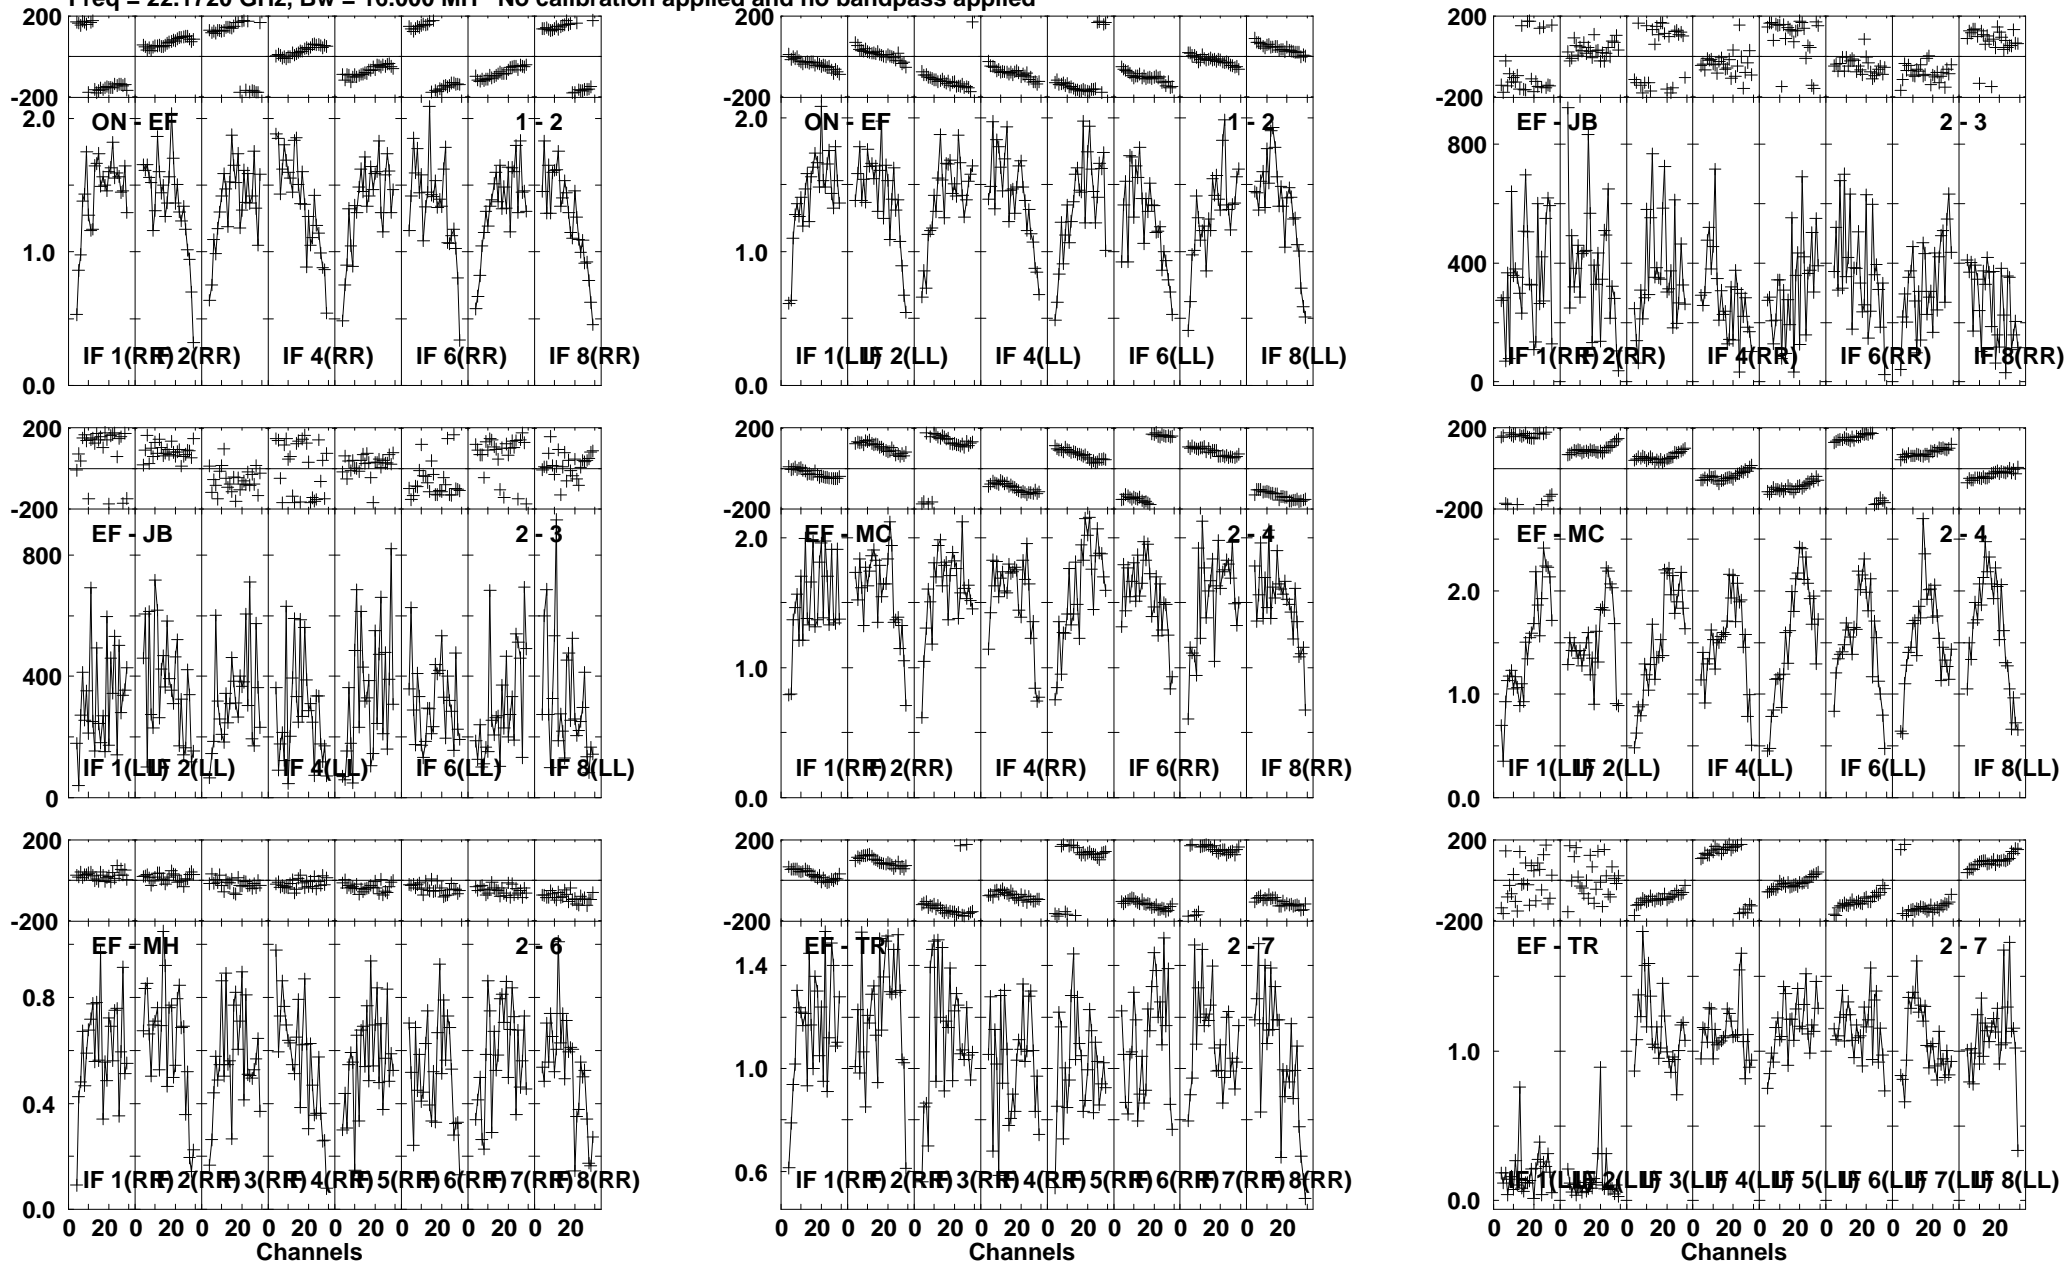 Freq = 22.1720 GHz, Bw = 16.000 MH No calibration applied and no bandpass applied
200
-200
2.0
1.0
0.0
ON - EF 1 - 2
IF 1(RR) IF 2(RR) IF 4(RR) IF 6(RR) IF 8(RR)
200
-200
2.0
1.0
0.0
ON - EF 1 - 2
IF 1(LL) IF 2(LL) IF 4(LL) IF 6(LL) IF 8(LL)
200
-200
800
400
0
EF - JB 2 - 3
IF 1(RR) IF 2(RR) IF 4(RR) IF 6(RR) IF 8(RR)
200
-200
800
400
0
EF - JB 2 - 3
IF 1(LL) IF 2(LL) IF 4(LL) IF 6(LL) IF 8(LL)
200
-200
2.0
1.0
0.0
EF - MC 2 - 4
IF 1(RR) IF 2(RR) IF 4(RR) IF 6(RR) IF 8(RR)
200
-200
2.0
1.0
0.0
EF - MC 2 - 4
IF 1(LL) IF 2(LL) IF 4(LL) IF 6(LL) IF 8(LL)
200
-200
0.8
0.4
0.0
EF - MH 2 - 6
IF 1(RR) IF 2(RR) IF 3(RR) IF 4(RR) IF 5(RR) IF 6(RR) IF 7(RR) IF 8(RR)
0 20 0 20 0 20 0 20 0 20 0 20 0 20 0 20
Channels
200
-200
1.4
1.0
0.6
EF - TR 2 - 7
IF 1(RR) IF 2(RR) IF 3(RR) IF 4(RR) IF 5(RR) IF 6(RR) IF 7(RR) IF 8(RR)
0 20 0 20 0 20 0 20 0 20 0 20 0 20 0 20
Channels
200
-200
1.0
0.0
EF - TR 2 - 7
IF 1(LL) IF 2(LL) IF 3(LL) IF 4(LL) IF 5(LL) IF 6(LL) IF 7(LL) IF 8(LL)
0 20 0 20 0 20 0 20 0 20 0 20 0 20 0 20
Channels